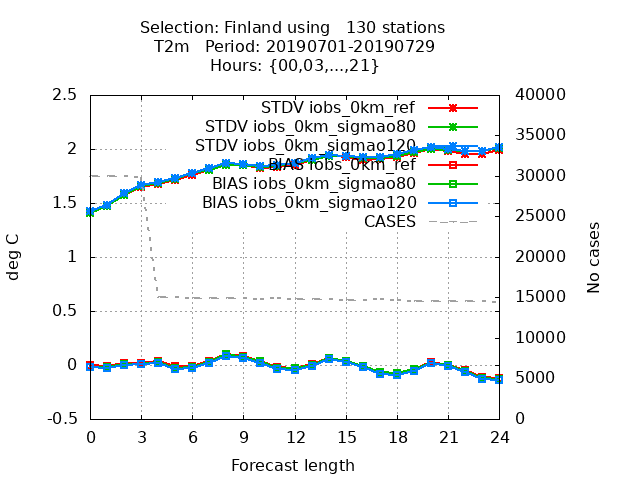 Selection: Finland using 130 stations
T2m Period: 20190701-20190729
Hours: {00,03,...,21}
2.5
2
1.5
1
0.5
0
-0.5
deg C
40000
35000
30000
25000
20000
15000
10000
5000
0
No cases
STDV iobs_0km_ref
STDV iobs_0km_sigmao80
STDV iobs_0km_sigmao120
BIAS iobs_0km_ref
BIAS iobs_0km_sigmao80
BIAS iobs_0km_sigmao120
CASES
0 3 6 9 12 15 18 21 24
Forecast length